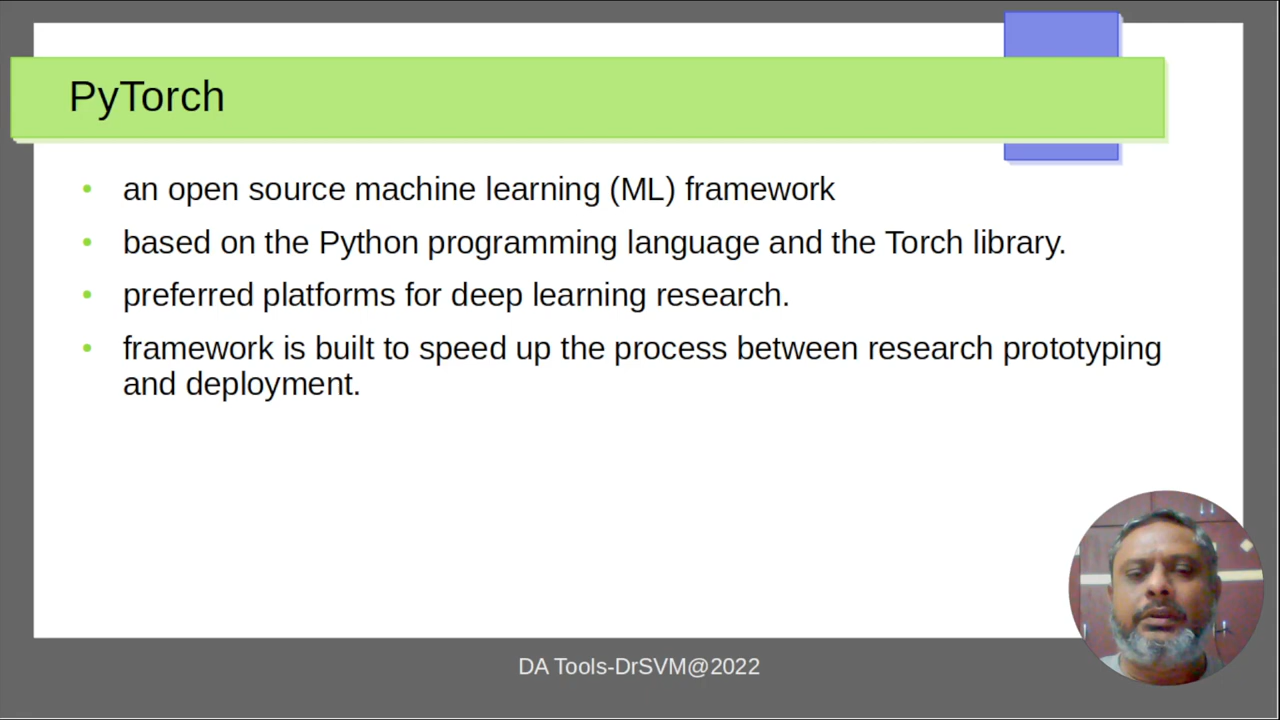 PyTorch
an open source machine learning (ML) framework
based on the Python programming language and the Torch library.
preferred platforms for deep learning research.
framework is built to speed up the process between research prototyping
and deployment.
DA Tools-DrSVM@2022